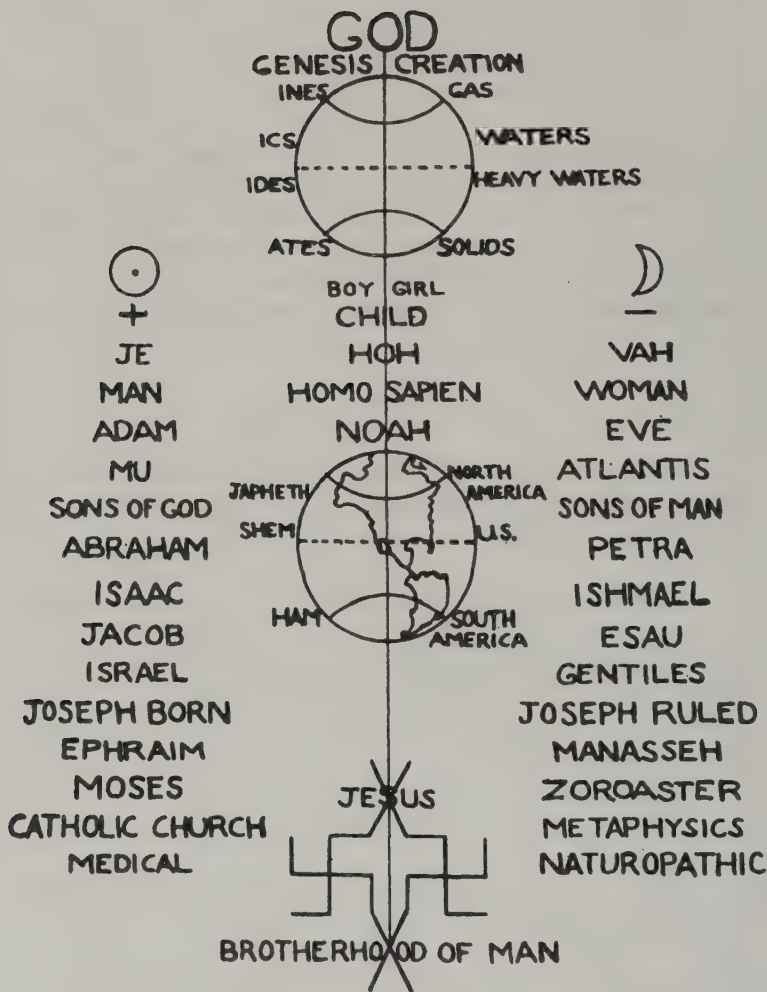 GOD
GENESIS CREATION
INES GAS
ICS WATERS
IDES HEAVY WATERS
ATES SOLIDS
BOY GIRL
+ CHILD −
JE HOH VAH
MAN HOMO SAPIEN WOMAN
ADAM NOAH EVE
MU JAPHETH NORTH AMERICA ATLANTIS
SONS OF GOD SONS OF MAN
SHEM U.S.
ABRAHAM PETRA
ISAAC ISHMAEL
HAM SOUTH AMERICA
JACOB ESAU
ISRAEL GENTILES
JOSEPH BORN JOSEPH RULED
EPHRAIM MANASSEH
MOSES JESUS ZOROASTER
CATHOLIC CHURCH METAPHYSICS
MEDICAL NATUROPATHIC
BROTHERHOOD OF MAN